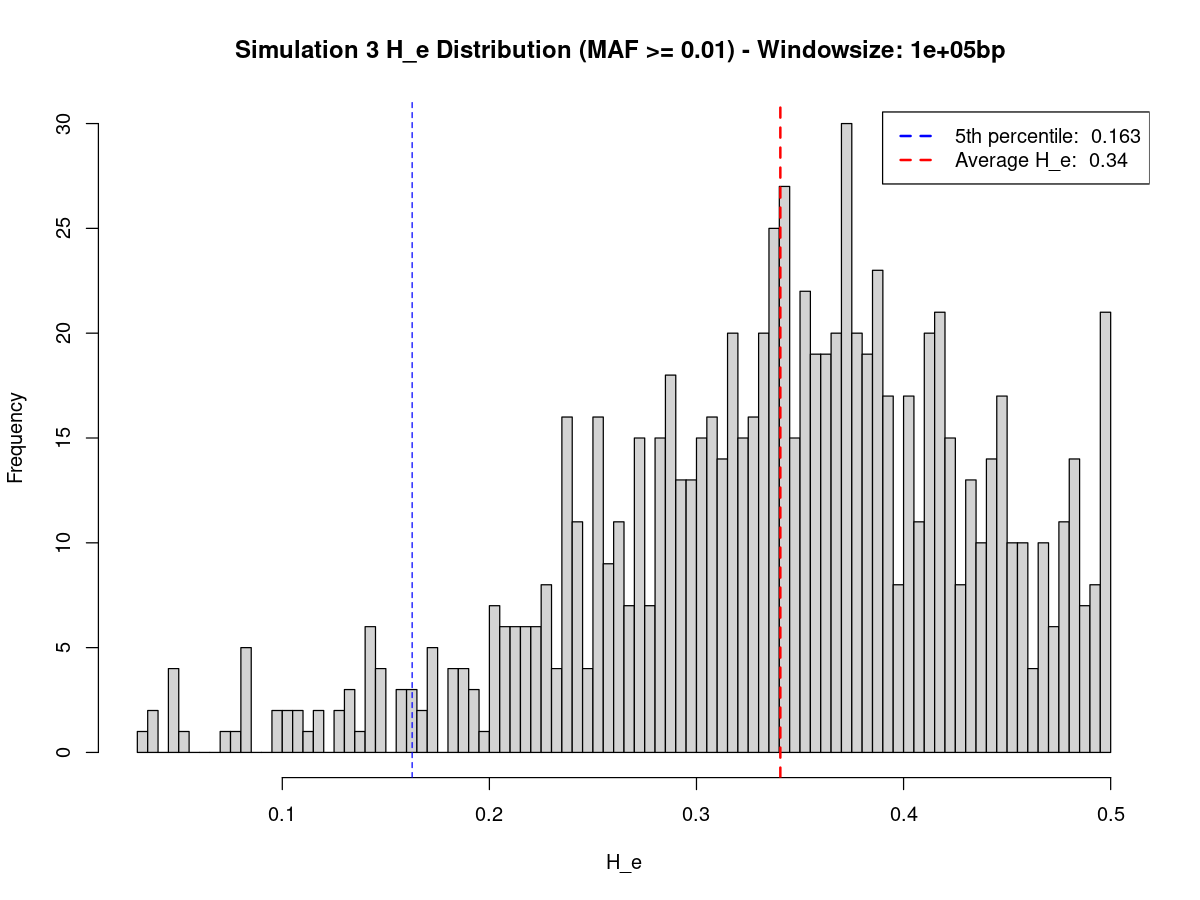 Simulation 3 H_e Distribution (MAF >= 0.01) - Windowsize: 1e+05bp
5th percentile: 0.163
Average H_e: 0.34
Frequency
30
25
20
15
10
5
0
0.1 0.2 0.3 0.4 0.5
H_e